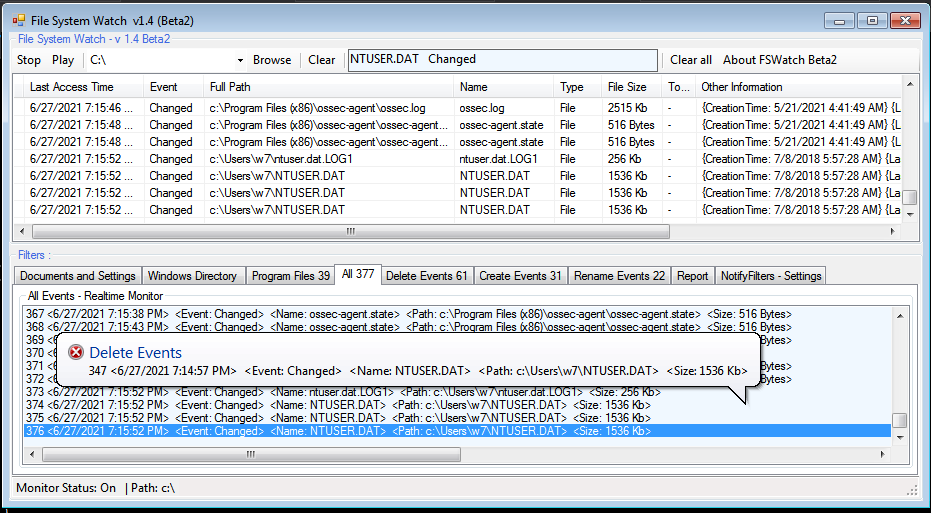 File System Watch v1.4 (Beta2)
File System Watch - v 1.4 Beta2
Stop Play C:\ Browse Clear NTUSER.DAT Changed Clear all About FSWatch Beta2
Last Access Time Event Full Path Name Type File Size To... Other Information
6/27/2021 7:15:46 ... Changed c:\Program Files (x86)\ossec-agent\ossec.log ossec.log File 2515 Kb - {CreationTime: 5/21/2021 4:41:49 AM} {L
6/27/2021 7:15:48 ... Changed c:\Program Files (x86)\ossec-agent\ossec-agent... ossec-agent.state File 516 Bytes - {CreationTime: 5/21/2021 4:41:49 AM} {L
6/27/2021 7:15:48 ... Changed c:\Program Files (x86)\ossec-agent\ossec-agent... ossec-agent.state File 516 Bytes - {CreationTime: 5/21/2021 4:41:49 AM} {L
6/27/2021 7:15:52 ... Changed c:\Users\w7\ntuser.dat.LOG1 ntuser.dat.LOG1 File 256 Kb - {CreationTime: 7/8/2018 5:57:28 AM} {La
6/27/2021 7:15:52 ... Changed c:\Users\w7\NTUSER.DAT NTUSER.DAT File 1536 Kb - {CreationTime: 7/8/2018 5:57:28 AM} {La
6/27/2021 7:15:52 ... Changed c:\Users\w7\NTUSER.DAT NTUSER.DAT File 1536 Kb - {CreationTime: 7/8/2018 5:57:28 AM} {La
6/27/2021 7:15:52 ... Changed c:\Users\w7\NTUSER.DAT NTUSER.DAT File 1536 Kb - {CreationTime: 7/8/2018 5:57:28 AM} {La
Filters :
Documents and Settings Windows Directory Program Files 39 All 377 Delete Events 61 Create Events 31 Rename Events 22 Report NotifyFilters - Settings
All Events - Realtime Monitor
367 <6/27/2021 7:15:38 PM> <Event: Changed> <Name: ossec-agent.state> <Path: c:\Program Files (x86)\ossec-agent\ossec-agent.state> <Size: 516 Bytes>
368 <6/27/2021 7:15:43 PM> <Event: Changed> <Name: ossec-agent.state> <Path: c:\Program Files (x86)\ossec-agent\ossec-agent.state> <Size: 516 Bytes>
369 Bytes>
370
371 Bytes>
372 Bytes>
Delete Events
347 <6/27/2021 7:14:57 PM> <Event: Changed> <Name: NTUSER.DAT> <Path: c:\Users\w7\NTUSER.DAT> <Size: 1536 Kb>
373 <6/27/2021 7:15:52 PM> <Event: Changed> <Name: ntuser.dat.LOG1> <Path: c:\Users\w7\ntuser.dat.LOG1> <Size: 256 Kb>
374 <6/27/2021 7:15:52 PM> <Event: Changed> <Name: NTUSER.DAT> <Path: c:\Users\w7\NTUSER.DAT> <Size: 1536 Kb>
375 <6/27/2021 7:15:52 PM> <Event: Changed> <Name: NTUSER.DAT> <Path: c:\Users\w7\NTUSER.DAT> <Size: 1536 Kb>
376 <6/27/2021 7:15:52 PM> <Event: Changed> <Name: NTUSER.DAT> <Path: c:\Users\w7\NTUSER.DAT> <Size: 1536 Kb>
Monitor Status: On | Path: c:\